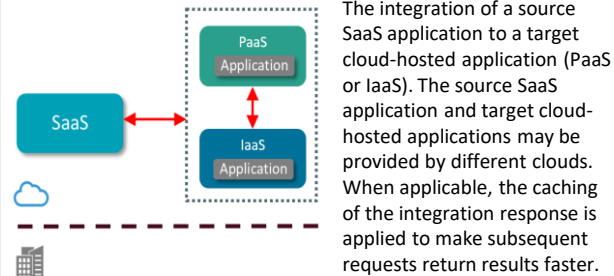 PaaS
Application
SaaS
IaaS
Application
The integration of a source
SaaS application to a target
cloud-hosted application (PaaS
or IaaS). The source SaaS
application and target cloud-
hosted applications may be
provided by different clouds.
When applicable, the caching
of the integration response is
applied to make subsequent
requests return results faster.